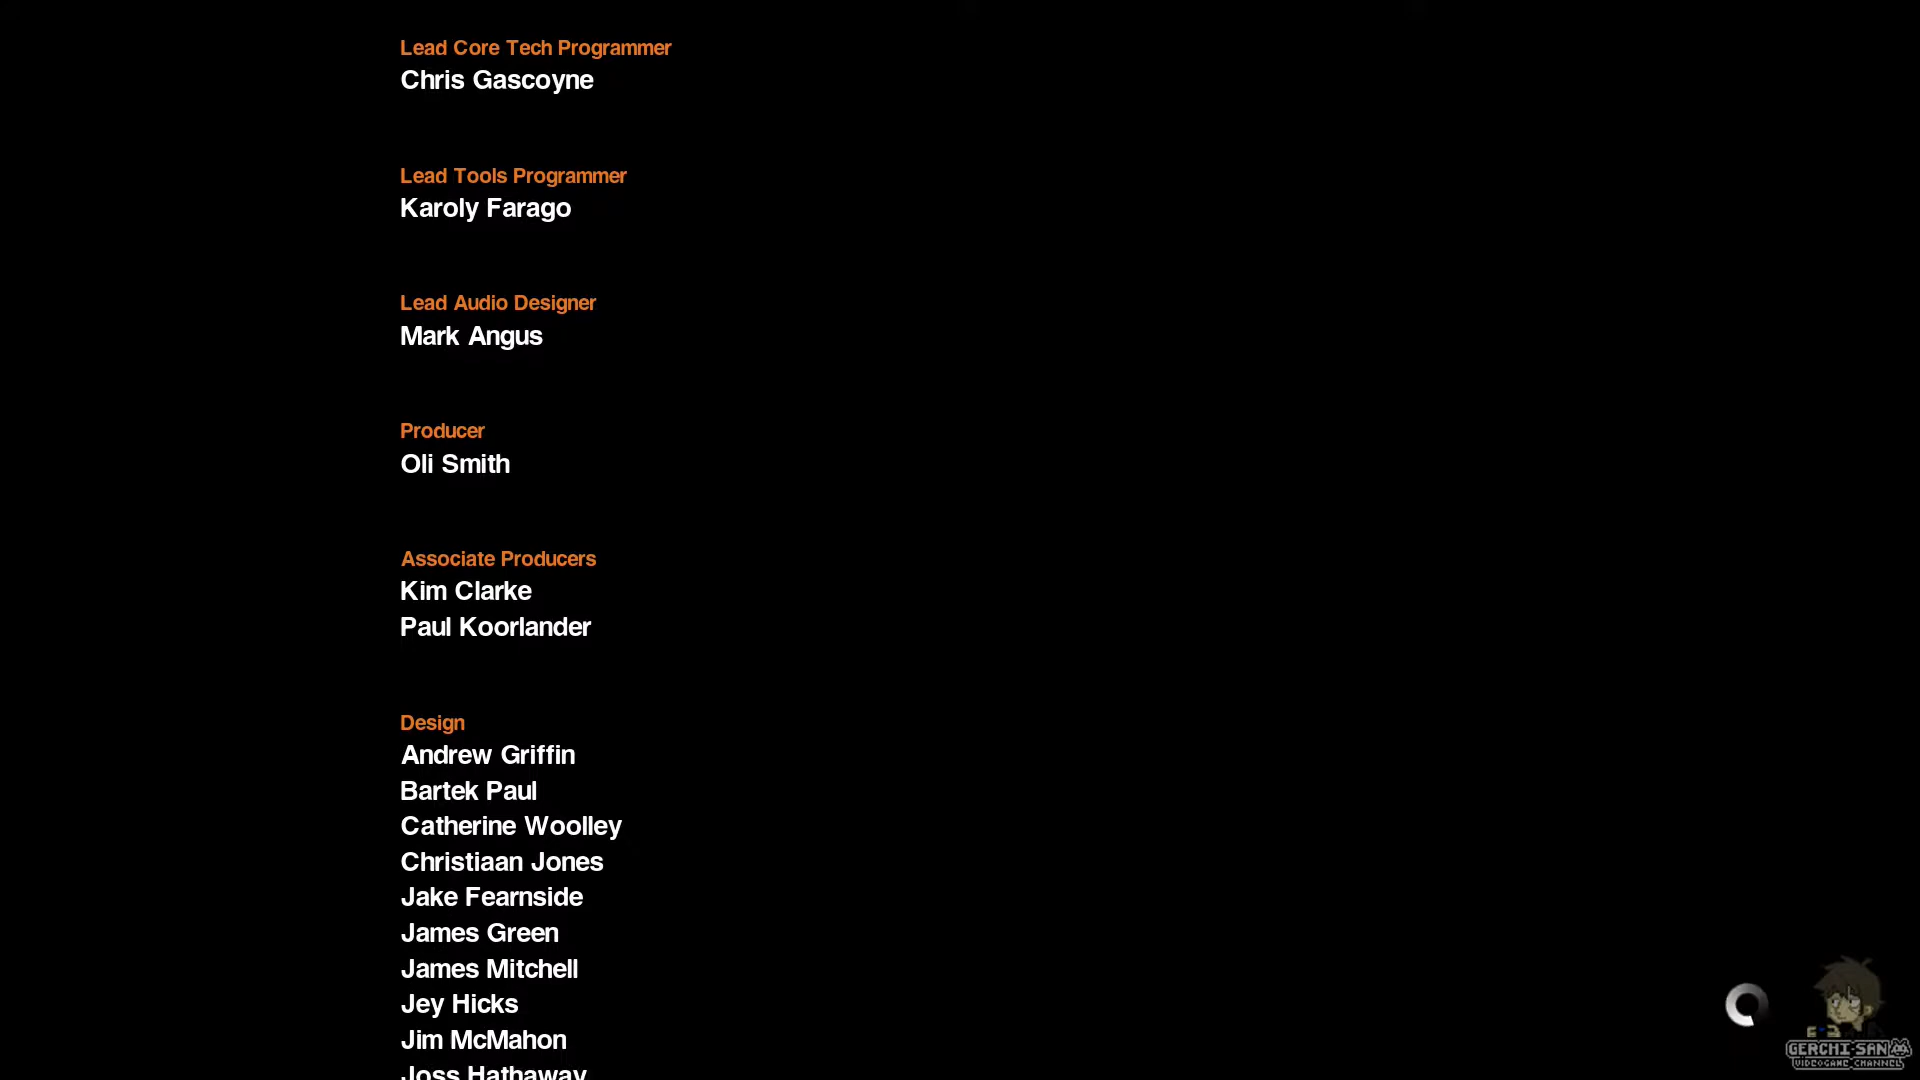 Lead Core Tech Programmer
Chris Gascoyne
Lead Tools Programmer
Karoly Farago
Lead Audio Designer
Mark Angus
Producer
Oli Smith
Associate Producers
Kim Clarke
Paul Koorlander
Design
Andrew Griffin
Bartek Paul
Catherine Woolley
Christiaan Jones
Jake Fearnside
James Green
James Mitchell
Jey Hicks
Jim McMahon
Joss Hathaway
GERCHI-SAN
VIDEOGAME CHANNEL